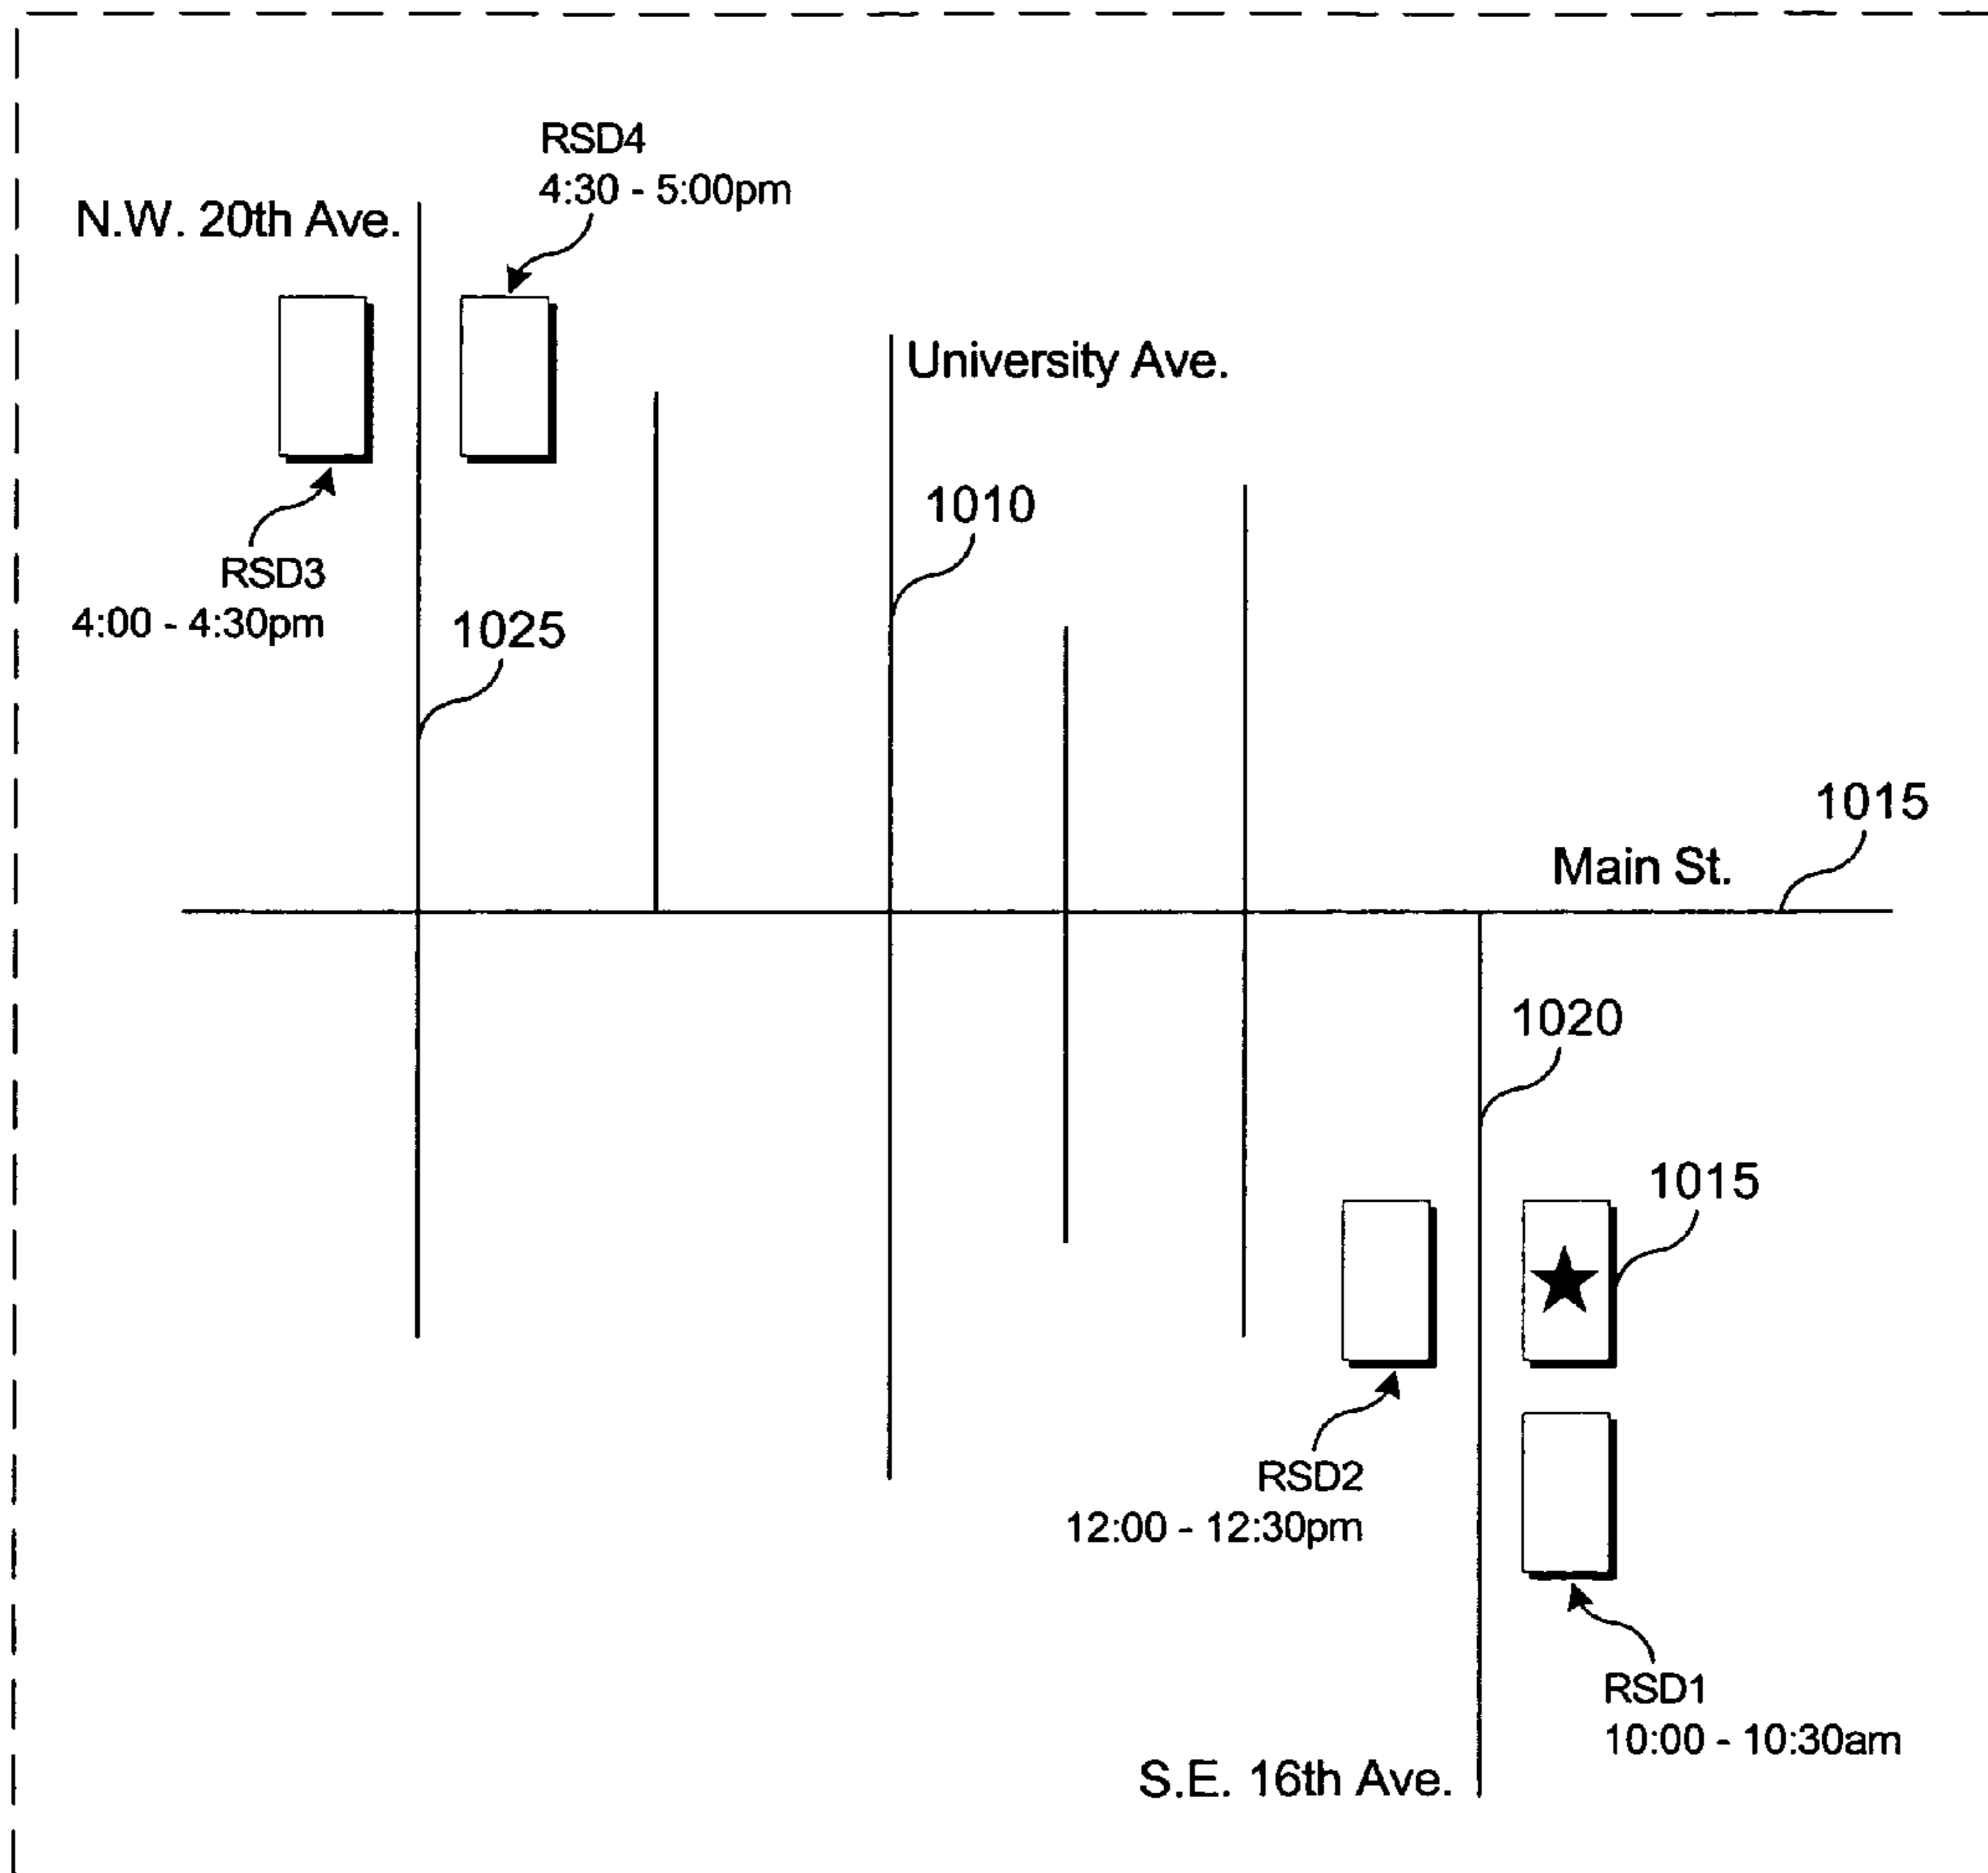 RSD4
4:30 - 5:00pm
N.W. 20th Ave.
University Ave.
1010
RSD3
4:00 - 4:30pm
1025
1015
Main St.
1020
1015
RSD2
12:00 - 12:30pm
RSD1
10:00 - 10:30am
S.E. 16th Ave.